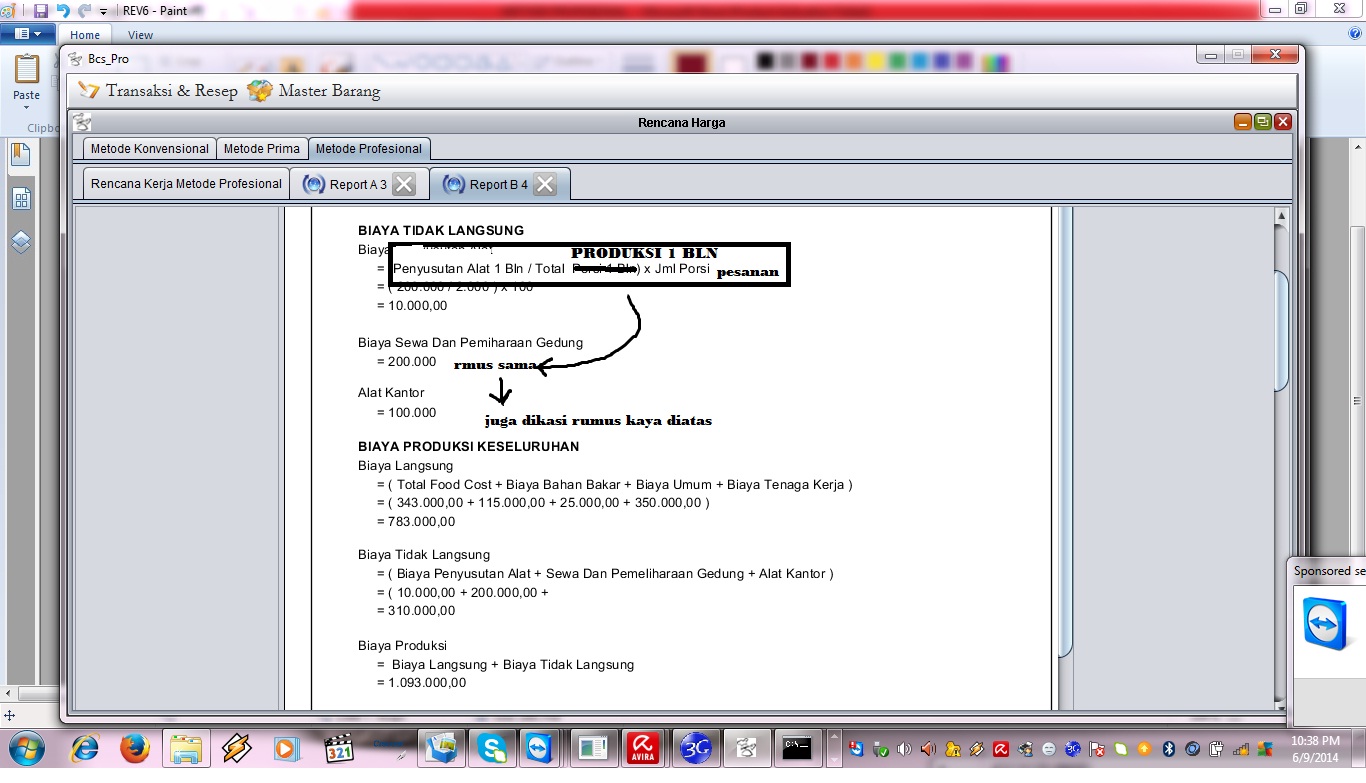 REV6 - Paint
Home View
Paste
Bcs_Pro
Transaksi & Resep Master Barang
Rencana Harga
Metode Konvensional Metode Prima Metode Profesional
Rencana Kerja Metode Profesional Report A 3 Report B 4
BIAYA TIDAK LANGSUNG
Biaya
PRODUKSI 1 BLN
= Penyusutan Alat 1 Bln / Total Porsi 1 Bln ) x Jml Porsi pesanan
= ( 200.000 / 2.000 ) x 100
= 10.000,00
Biaya Sewa Dan Pemiharaan Gedung
= 200.000 rmus sama
Alat Kantor
= 100.000
juga dikasi rumus kaya diatas
BIAYA PRODUKSI KESELURUHAN
Biaya Langsung
= ( Total Food Cost + Biaya Bahan Bakar + Biaya Umum + Biaya Tenaga Kerja )
= ( 343.000,00 + 115.000,00 + 25.000,00 + 350.000,00 )
= 783.000,00
Biaya Tidak Langsung
= ( Biaya Penyusutan Alat + Sewa Dan Pemeliharaan Gedung + Alat Kantor )
= ( 10.000,00 + 200.000,00 +
= 310.000,00
Biaya Produksi
= Biaya Langsung + Biaya Tidak Langsung
= 1.093.000,00
Sponsored se
321
AVIRA
3G
10:38 PM
6/9/2014